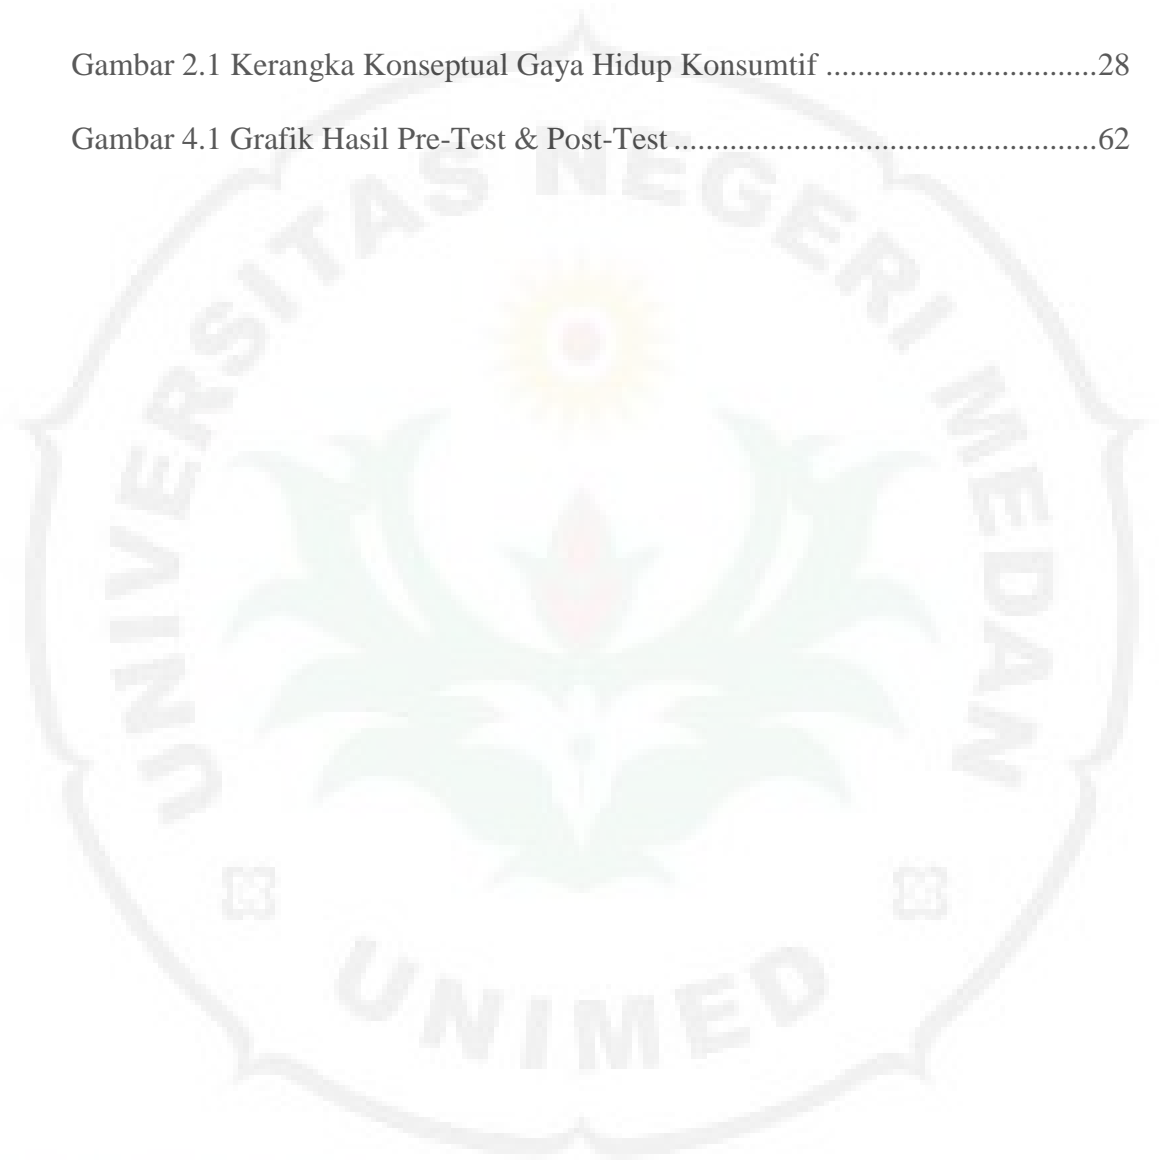 Gambar 2.1 Kerangka Konseptual Gaya Hidup Konsumtif ..................................28
Gambar 4.1 Grafik Hasil Pre-Test & Post-Test .....................................................62
UNIVERSITAS NEGERI MEDAN
UNIMED